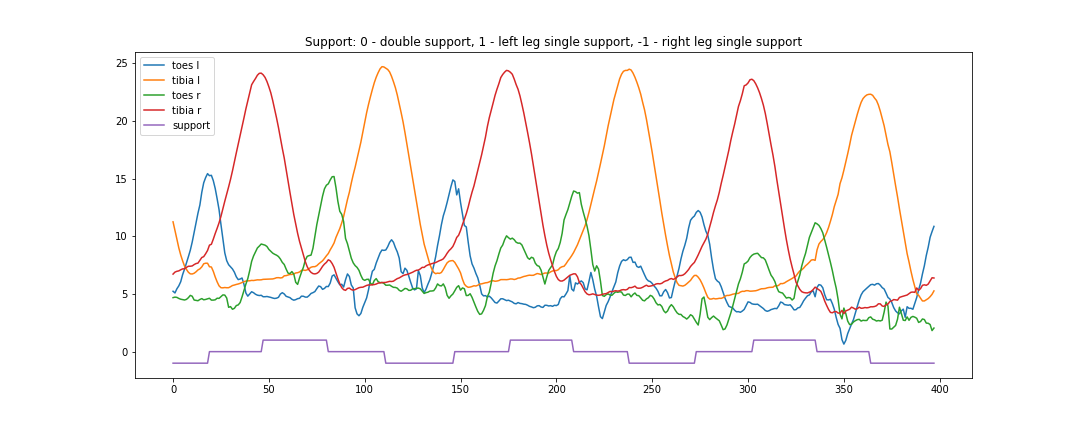 Support: 0 - double support, 1 - left leg single support, -1 - right leg single support
toes l
tibia l
toes r
tibia r
support
25
20
15
10
5
0
0 50 100 150 200 250 300 350 400